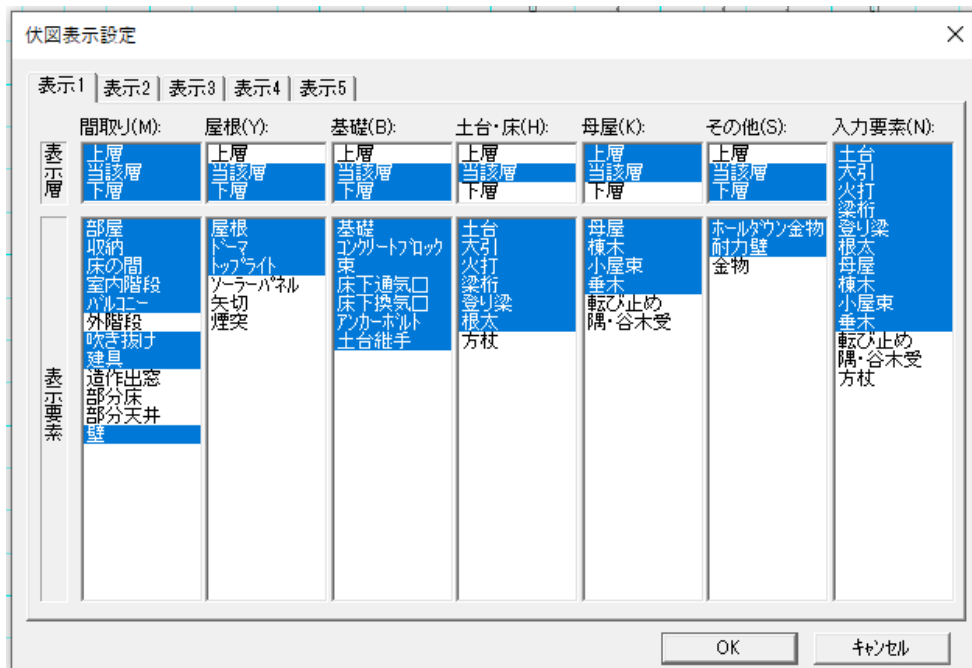 伏図表示設定
表示1 表示2 表示3 表示4 表示5
間取り(M): 屋根(Y): 基礎(B): 土台・床(H): 母屋(K): その他(S): 入力要素(N):
表示層
上層
当該層
下層
上層
当該層
下層
上層
当該層
下層
上層
当該層
下層
上層
当該層
下層
上層
当該層
下層
表示要素
部屋
収納
床の間
室内階段
バルコニー
外階段
吹き抜け
建具
造作出窓
部分床
部分天井
壁
屋根
ドーマ
トップライト
ソーラーパネル
矢切
煙突
基礎
コンクリートブロック
束
床下通気口
床下換気口
アンカーボルト
土台継手
土台
大引
火打
梁桁
登り梁
根太
方杖
母屋
棟木
小屋束
垂木
転び止め
隅・谷木受
ホールダウン金物
耐力壁
金物
土台
大引
火打
梁桁
登り梁
根太
母屋
棟木
小屋束
垂木
転び止め
隅・谷木受
方杖
OK キャンセル